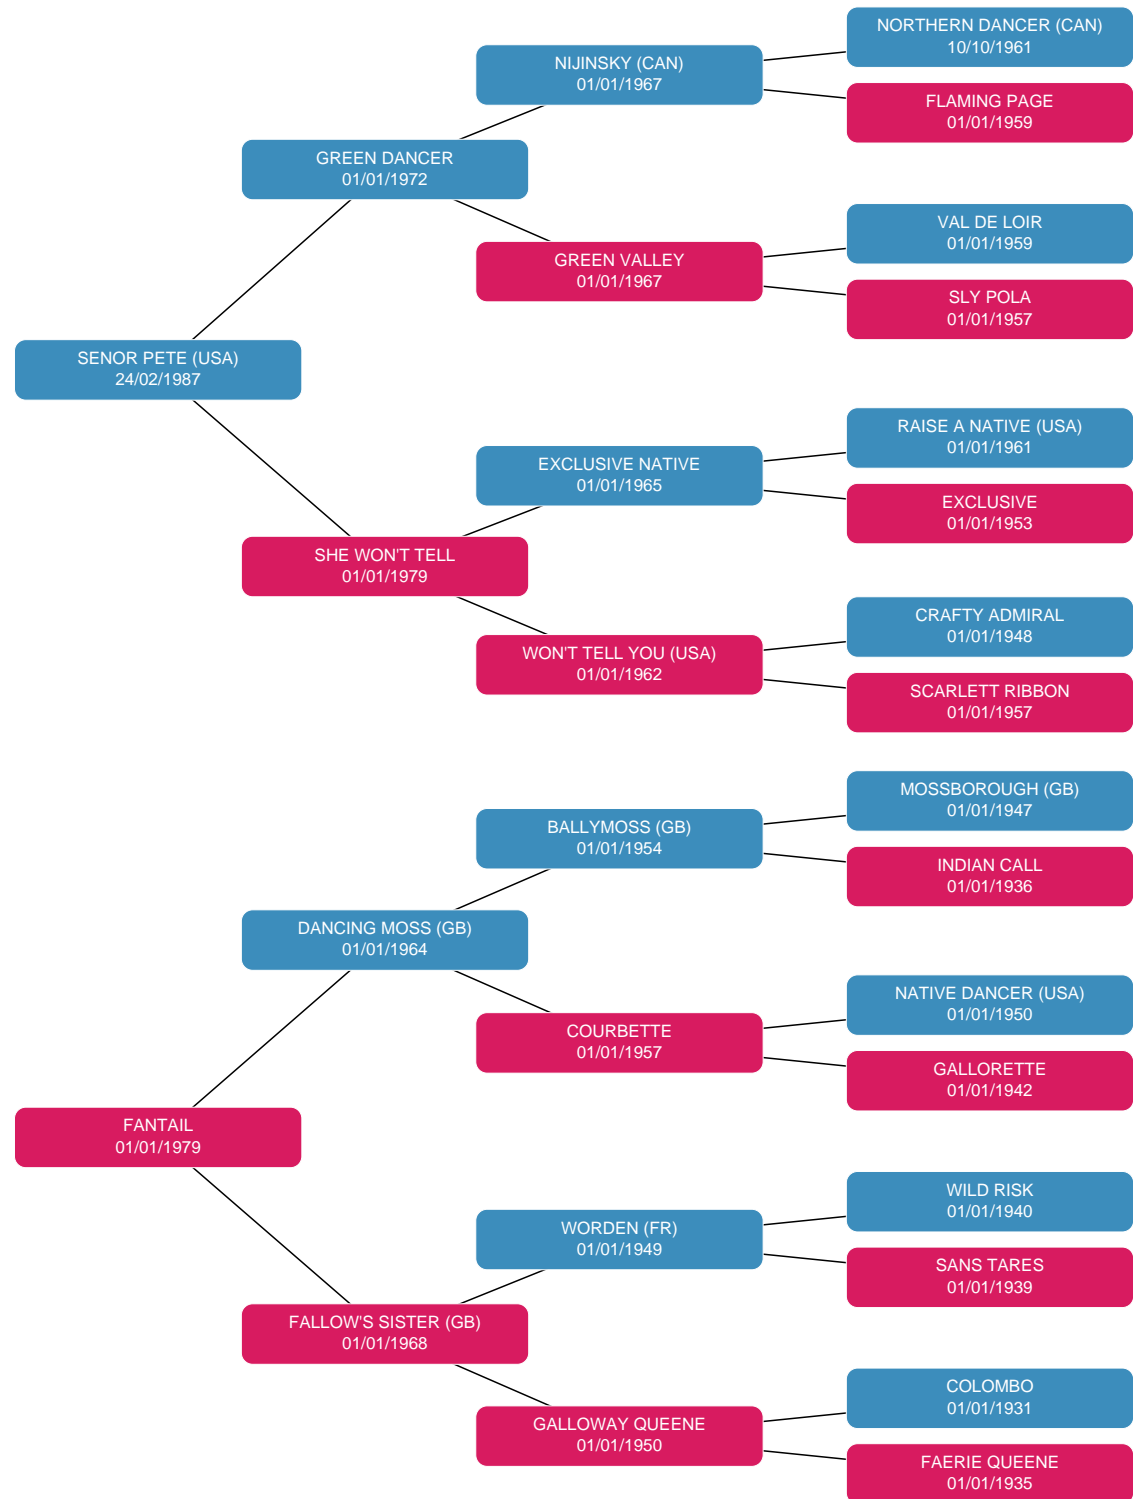 NORTHERN DANCER (CAN)
10/10/1961
NIJINSKY (CAN)
01/01/1967
FLAMING PAGE
01/01/1959
GREEN DANCER
01/01/1972
VAL DE LOIR
01/01/1959
GREEN VALLEY
01/01/1967
SLY POLA
01/01/1957
SENOR PETE (USA)
24/02/1987
RAISE A NATIVE (USA)
01/01/1961
EXCLUSIVE NATIVE
01/01/1965
EXCLUSIVE
01/01/1953
SHE WON'T TELL
01/01/1979
CRAFTY ADMIRAL
01/01/1948
WON'T TELL YOU (USA)
01/01/1962
SCARLETT RIBBON
01/01/1957
MOSSBOROUGH (GB)
01/01/1947
BALLYMOSS (GB)
01/01/1954
INDIAN CALL
01/01/1936
DANCING MOSS (GB)
01/01/1964
NATIVE DANCER (USA)
01/01/1950
COURBETTE
01/01/1957
GALLORETTE
01/01/1942
FANTAIL
01/01/1979
WILD RISK
01/01/1940
WORDEN (FR)
01/01/1949
SANS TARES
01/01/1939
FALLOW'S SISTER (GB)
01/01/1968
COLOMBO
01/01/1931
GALLOWAY QUEENE
01/01/1950
FAERIE QUEENE
01/01/1935